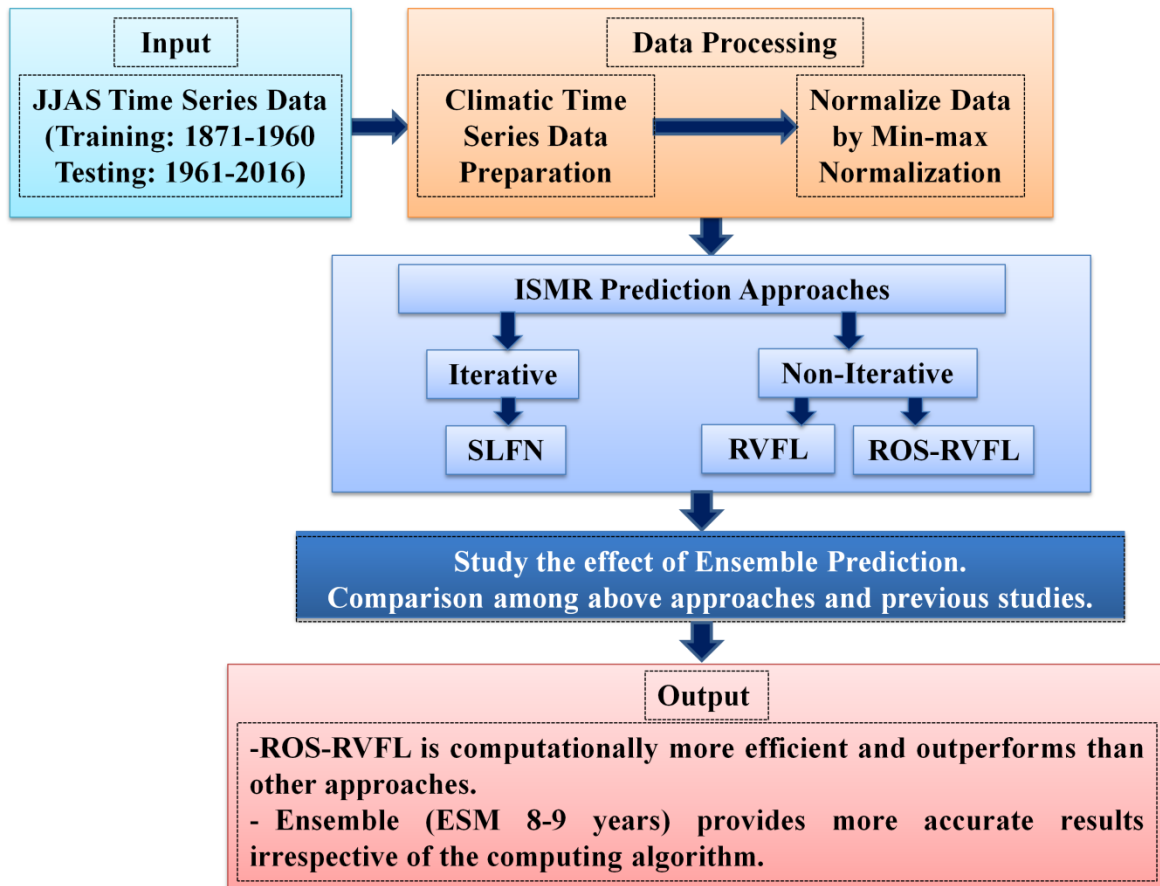 Input
JJAS Time Series Data
(Training: 1871-1960
Testing: 1961-2016)
Data Processing
Climatic Time
Series Data
Preparation
Normalize Data
by Min-max
Normalization
ISMR Prediction Approaches
Iterative
Non-Iterative
SLFN
RVFL
ROS-RVFL
Study the effect of Ensemble Prediction.
Comparison among above approaches and previous studies.
Output
-ROS-RVFL is computationally more efficient and outperforms than
other approaches.
- Ensemble (ESM 8-9 years) provides more accurate results
irrespective of the computing algorithm.